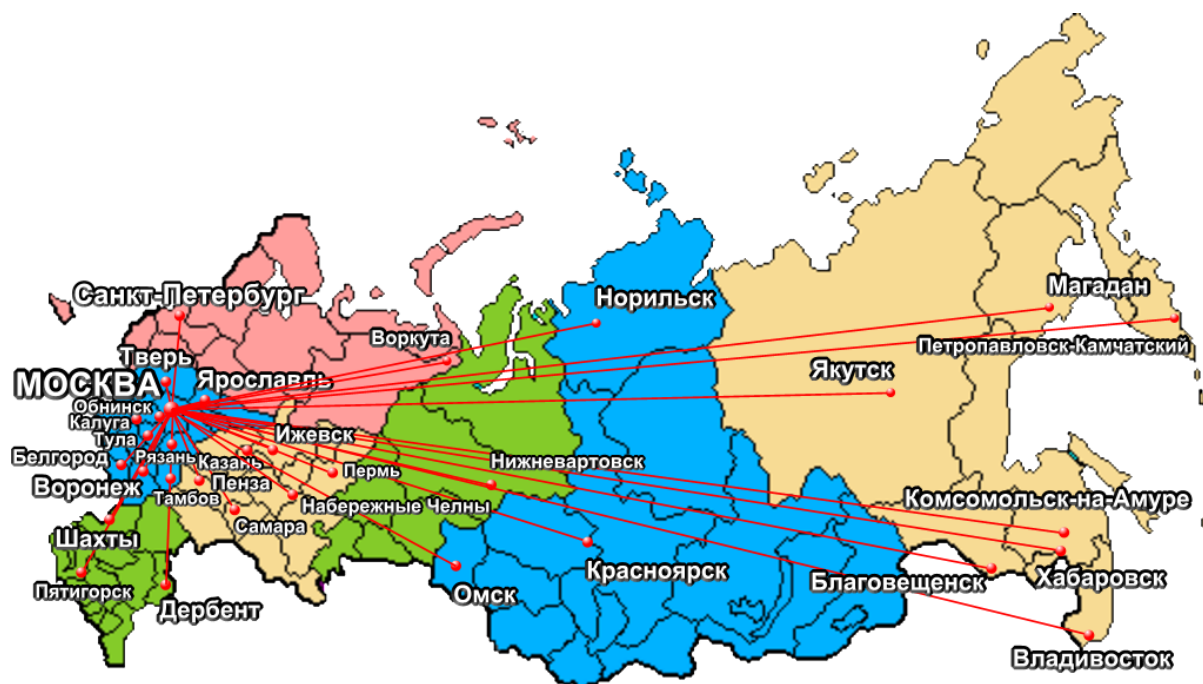 Санкт-Петербург
Норильск
Магадан
Воркута
Петропавловск-Камчатский
Тверь
Якутск
МОСКВА
Ярославль
Обнинск
Калуга
Ижевск
Тула
Белгород
Рязань
Казань
Пермь
Нижневартовск
Воронеж
Пенза
Тамбов
Набережные Челны
Комсомольск-на-Амуре
Самара
Шахты
Красноярск
Благовещенск
Хабаровск
Пятигорск
Омск
Дербент
Владивосток